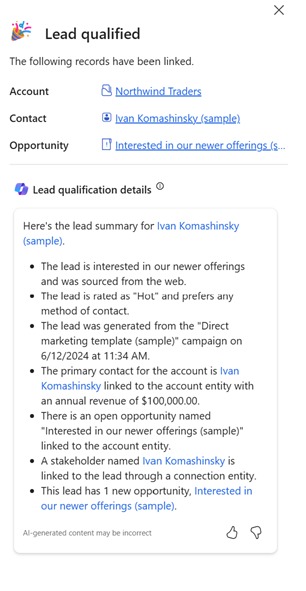 Lead qualified
The following records have been linked.
Account Northwind Traders
Contact Ivan Komashinsky (sample)
Opportunity Interested in our newer offerings (s...
Lead qualification details
Here's the lead summary for Ivan Komashinsky
(sample).
• The lead is interested in our newer offerings
and was sourced from the web.
• The lead is rated as "Hot" and prefers any
method of contact.
• The lead was generated from the "Direct
marketing template (sample)" campaign on
6/12/2024 at 11:34 AM.
• The primary contact for the account is Ivan
Komashinsky linked to the account entity with
an annual revenue of $100,000.00.
• There is an open opportunity named
"Interested in our newer offerings (sample)"
linked to the account entity.
• A stakeholder named Ivan Komashinsky is
linked to the lead through a connection entity.
• This lead has 1 new opportunity, Interested in
our newer offerings (sample).
AI-generated content may be incorrect